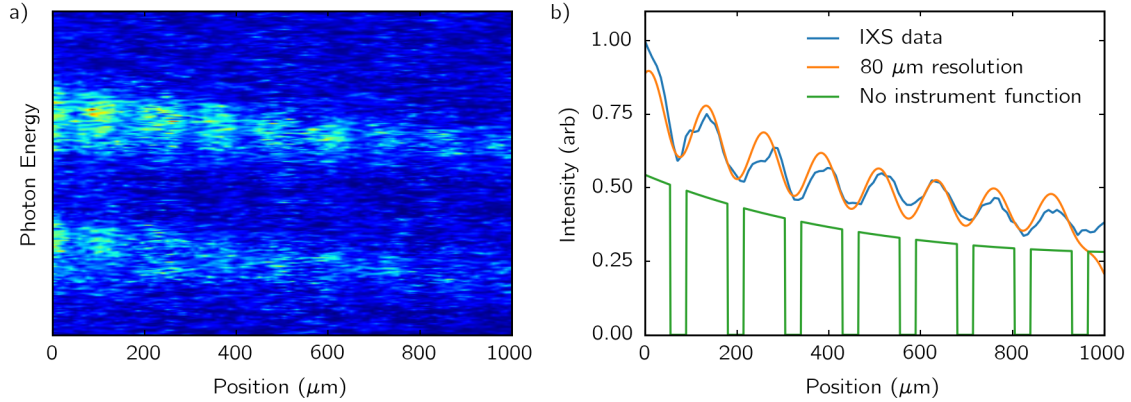 a)
Photon Energy
0 200 400 600 800 1000
Position (μm)
b)
Intensity (arb)
1.00
0.75
0.50
0.25
0.00
IXS data
80 μm resolution
No instrument function
0 200 400 600 800 1000
Position (μm)